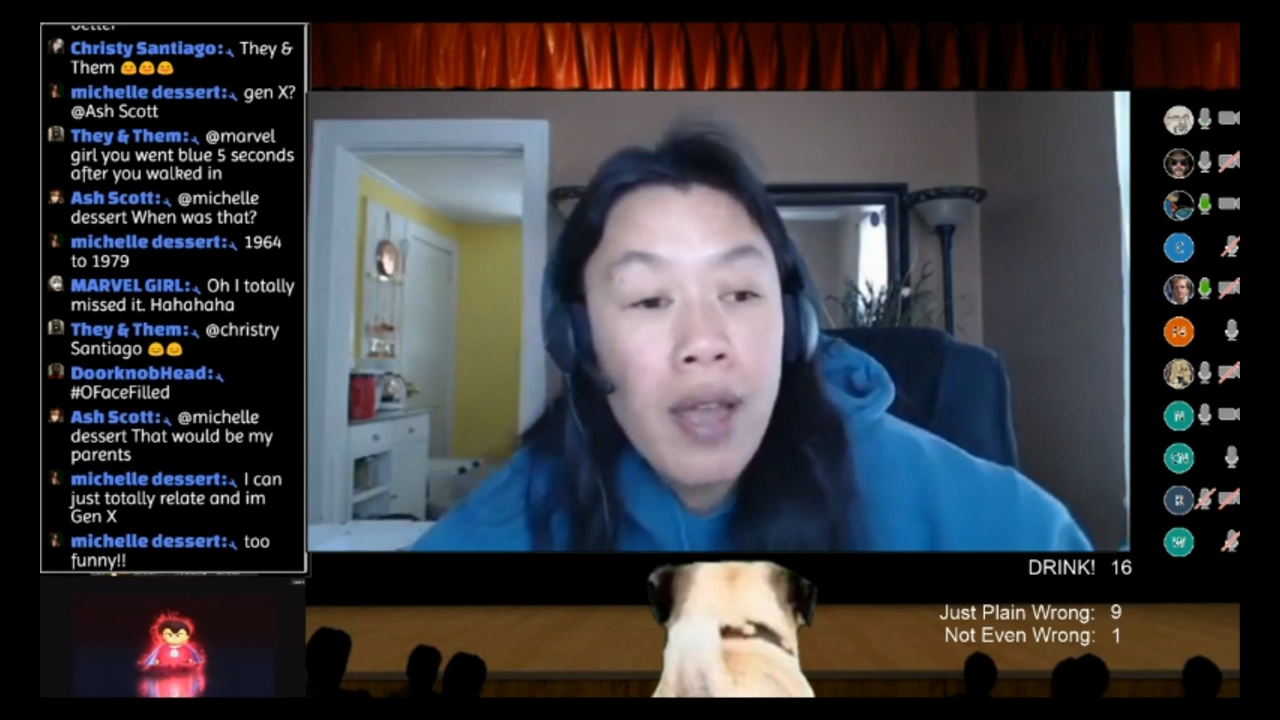 Christy Santiago: They &
Them
michelle dessert: gen X?
@Ash Scott
They & Them: @marvel
girl you went blue 5 seconds
after you walked in
Ash Scott: @michelle
dessert When was that?
michelle dessert: 1964
to 1979
MARVEL GIRL: Oh I totally
missed it. Hahahaha
They & Them: @christry
Santiago
DoorknobHead:
#OFaceFilled
Ash Scott: @michelle
dessert That would be my
parents
michelle dessert: I can
just totally relate and im
Gen X
michelle dessert: too
funny!!
DRINK! 16
Just Plain Wrong: 9
Not Even Wrong: 1